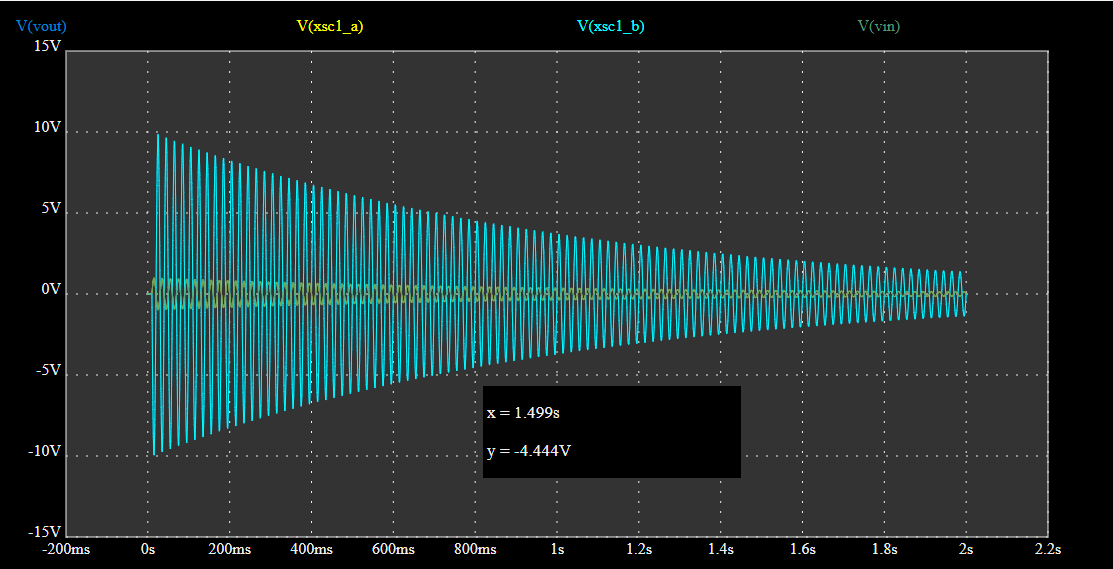 V(vout) V(xsc1_a) V(xsc1_b) V(vin)
15V
10V
5V
0V
-5V
x = 1.499s
y = -4.444V
-10V
-15V
-200ms 0s 200ms 400ms 600ms 800ms 1s 1.2s 1.4s 1.6s 1.8s 2s 2.2s